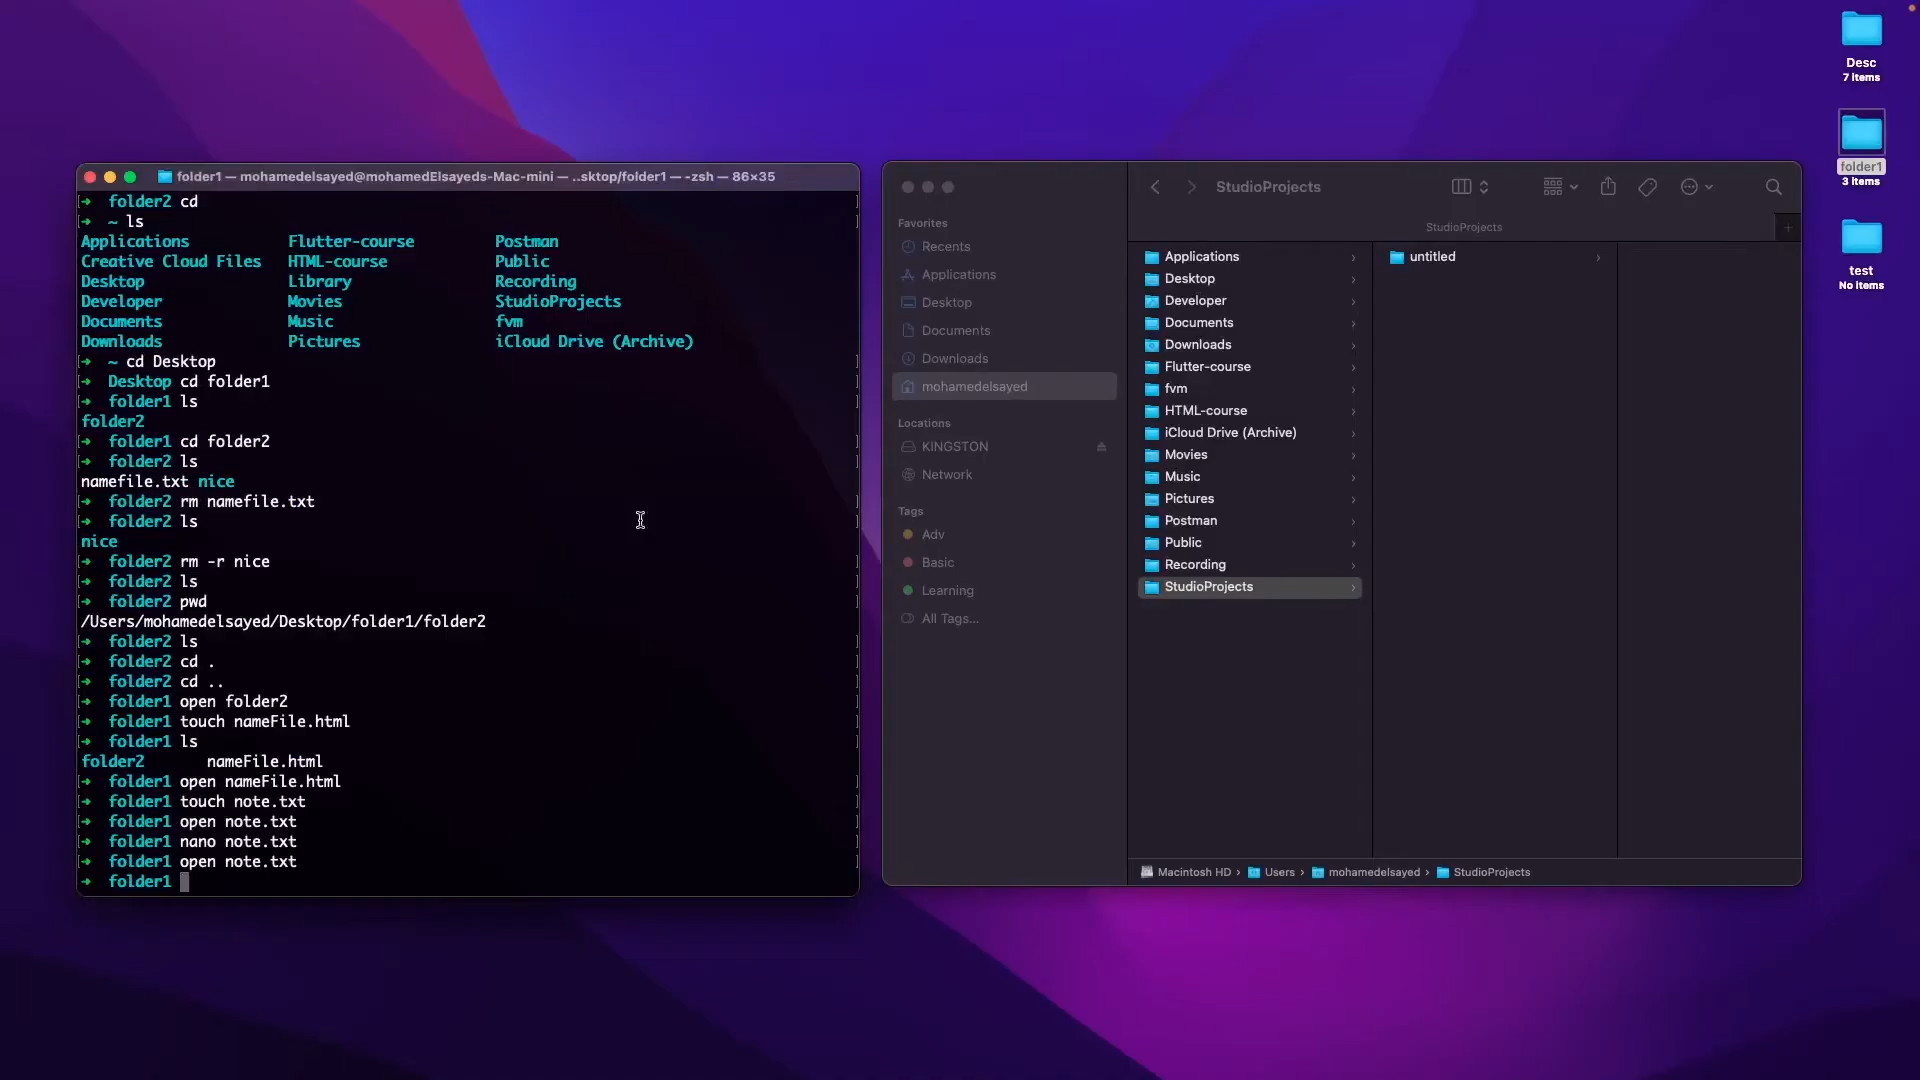 folder1 — mohamedelsayed@mohamedElsayeds-Mac-mini — ..sktop/folder1 — -zsh — 86×35
➜  folder2 cd
➜  ~ ls
Applications Flutter-course Postman
Creative Cloud Files HTML-course Public
Desktop Library Recording
Developer Movies StudioProjects
Documents Music fvm
Downloads Pictures iCloud Drive (Archive)
➜  ~ cd Desktop
➜  Desktop cd folder1
➜  folder1 ls
folder2
➜  folder1 cd folder2
➜  folder2 ls
namefile.txt nice
➜  folder2 rm namefile.txt
➜  folder2 ls
nice
➜  folder2 rm -r nice
➜  folder2 ls
➜  folder2 pwd
/Users/mohamedelsayed/Desktop/folder1/folder2
➜  folder2 ls
➜  folder2 cd .
➜  folder2 cd ..
➜  folder1 open folder2
➜  folder1 touch nameFile.html
➜  folder1 ls
folder2 nameFile.html
➜  folder1 open nameFile.html
➜  folder1 touch note.txt
➜  folder1 open note.txt
➜  folder1 nano note.txt
➜  folder1 open note.txt
➜  folder1
StudioProjects
StudioProjects
Favorites
Recents
Applications
Desktop
Documents
Downloads
mohamedelsayed
Locations
KINGSTON
Network
Tags
Adv
Basic
Learning
All Tags...
Applications
Desktop
Developer
Documents
Downloads
Flutter-course
fvm
HTML-course
iCloud Drive (Archive)
Movies
Music
Pictures
Postman
Public
Recording
StudioProjects
untitled
Macintosh HD › Users › mohamedelsayed › StudioProjects
Desc
7 items
folder1
3 items
test
No items